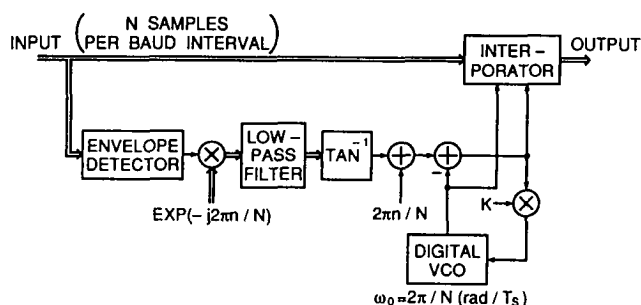 INPUT
(N SAMPLES
PER BAUD INTERVAL)
INTER-
PORATOR
OUTPUT
ENVELOPE
DETECTOR
×
LOW-
PASS
FILTER
TAN⁻¹
+
+
−
EXP(− j2πn / N)
2πn / N
K
×
DIGITAL
VCO
ω₀=2π / N (rad / Tₛ)